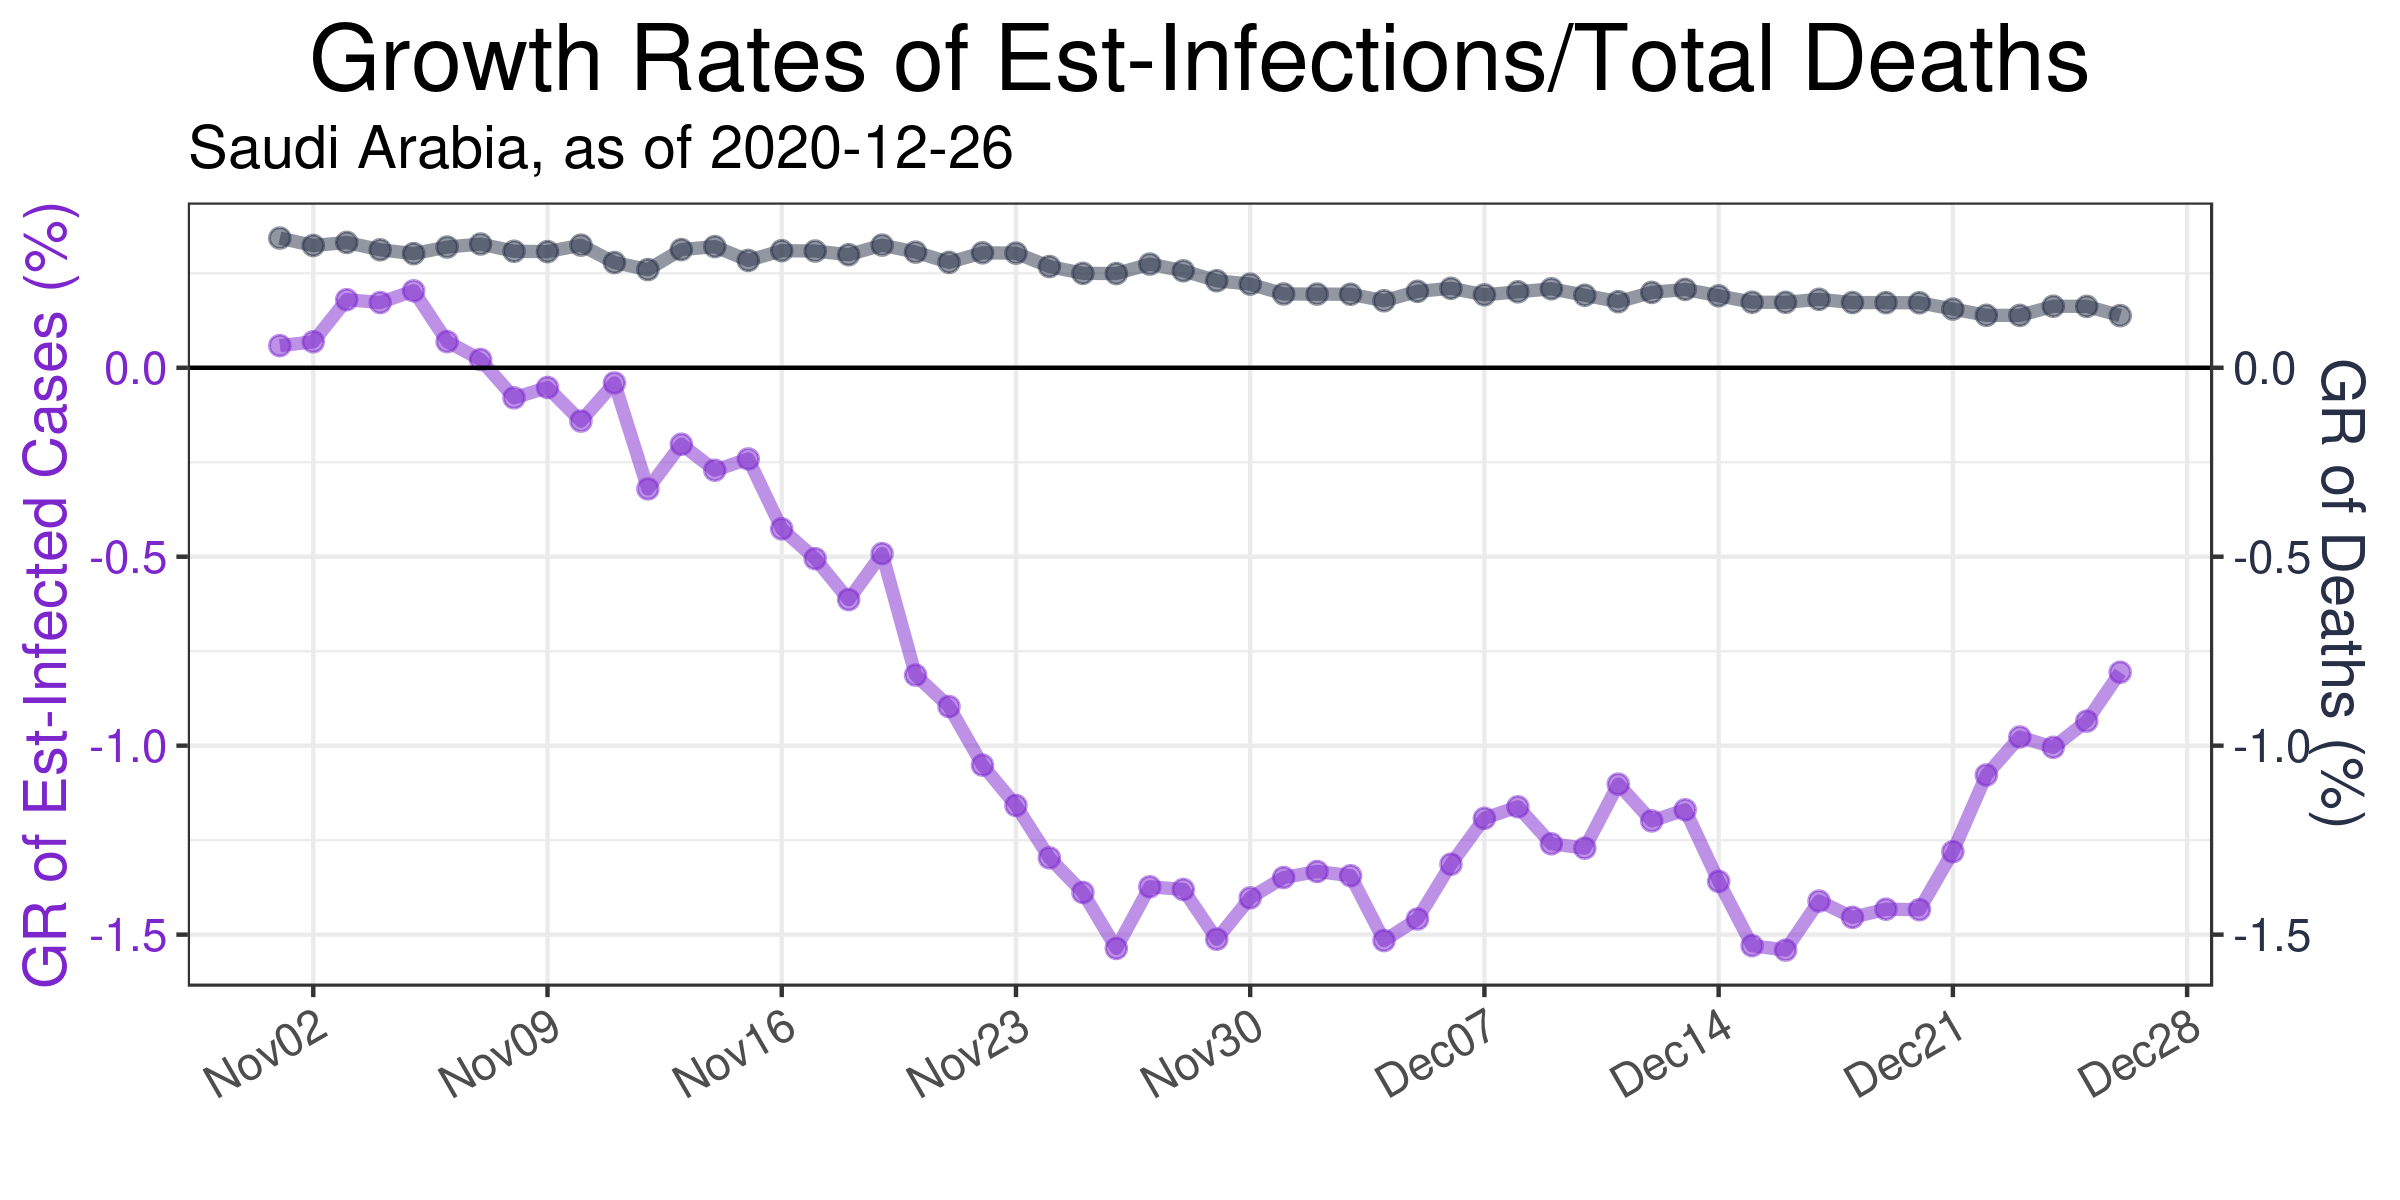 Growth Rates of Est-Infections/Total Deaths
Saudi Arabia, as of 2020-12-26
GR of Est-Infected Cases (%)
0.0
-0.5
-1.0
-1.5
0.0
-0.5
-1.0
-1.5
GR of Deaths (%)
Nov02
Nov09
Nov16
Nov23
Nov30
Dec07
Dec14
Dec21
Dec28